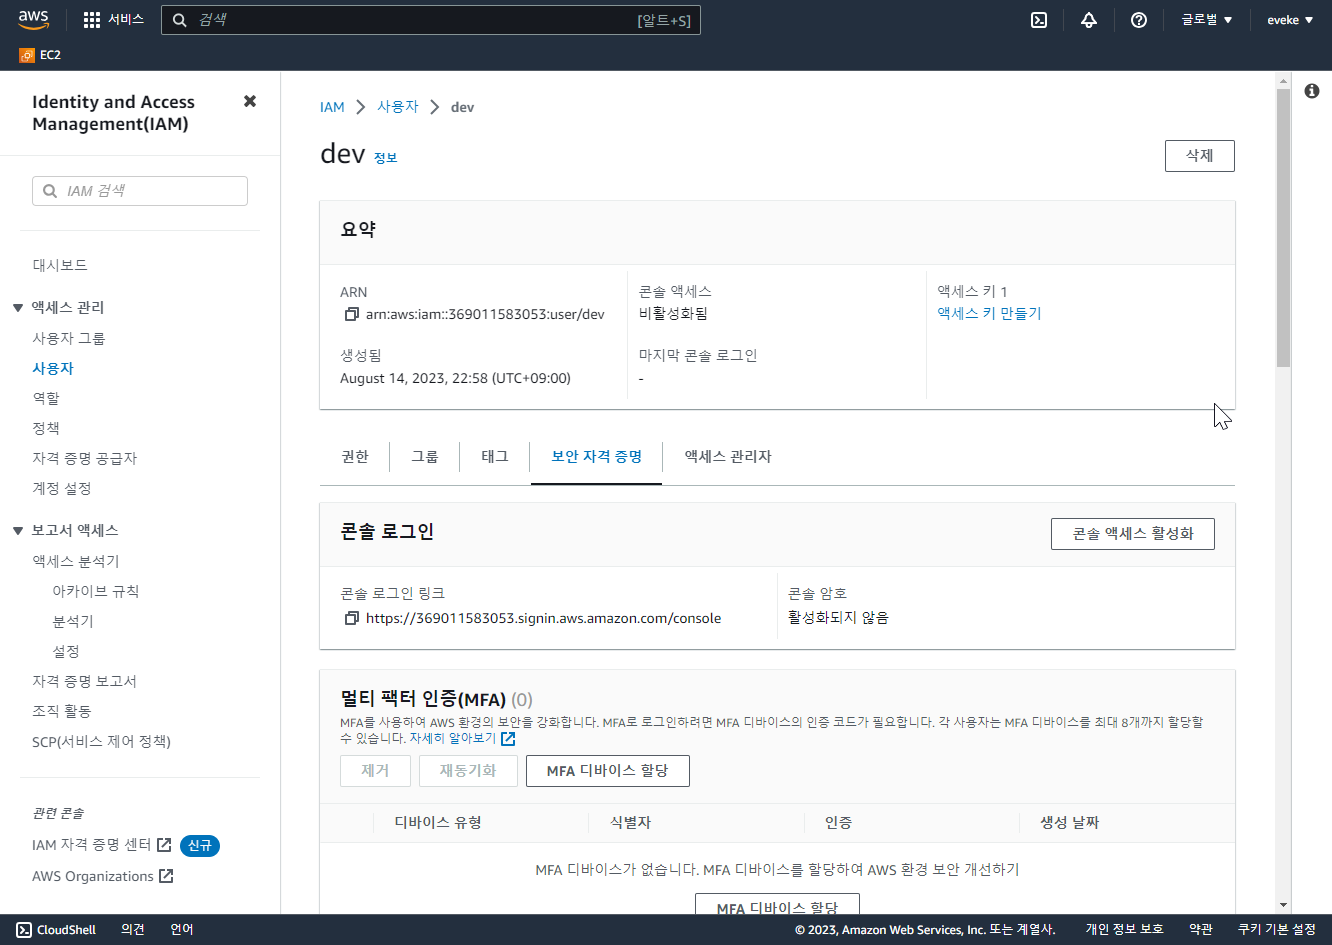 aws
서비스
검색
[알트+S]
글로벌 ▼
eveke ▼
EC2
Identity and Access
Management(IAM)
IAM 검색
대시보드
액세스 관리
사용자 그룹
사용자
역할
정책
자격 증명 공급자
계정 설정
보고서 액세스
액세스 분석기
아카이브 규칙
분석기
설정
자격 증명 보고서
조직 활동
SCP(서비스 제어 정책)
관련 콘솔
IAM 자격 증명 센터 신규
AWS Organizations
IAM > 사용자 > dev
dev 정보
삭제
요약
ARN
arn:aws:iam::369011583053:user/dev
생성됨
August 14, 2023, 22:58 (UTC+09:00)
콘솔 액세스
비활성화됨
마지막 콘솔 로그인
-
액세스 키 1
액세스 키 만들기
권한
그룹
태그
보안 자격 증명
액세스 관리자
콘솔 로그인
콘솔 액세스 활성화
콘솔 로그인 링크
https://369011583053.signin.aws.amazon.com/console
콘솔 암호
활성화되지 않음
멀티 팩터 인증(MFA) (0)
MFA를 사용하여 AWS 환경의 보안을 강화합니다. MFA로 로그인하려면 MFA 디바이스의 인증 코드가 필요합니다. 각 사용자는 MFA 디바이스를 최대 8개까지 할당할
수 있습니다. 자세히 알아보기
제거
재동기화
MFA 디바이스 할당
디바이스 유형
식별자
인증
생성 날짜
MFA 디바이스가 없습니다. MFA 디바이스를 할당하여 AWS 환경 보안 개선하기
MFA 디바이스 할당
CloudShell
의견
언어
© 2023, Amazon Web Services, Inc. 또는 계열사.
개인 정보 보호
약관
쿠키 기본 설정